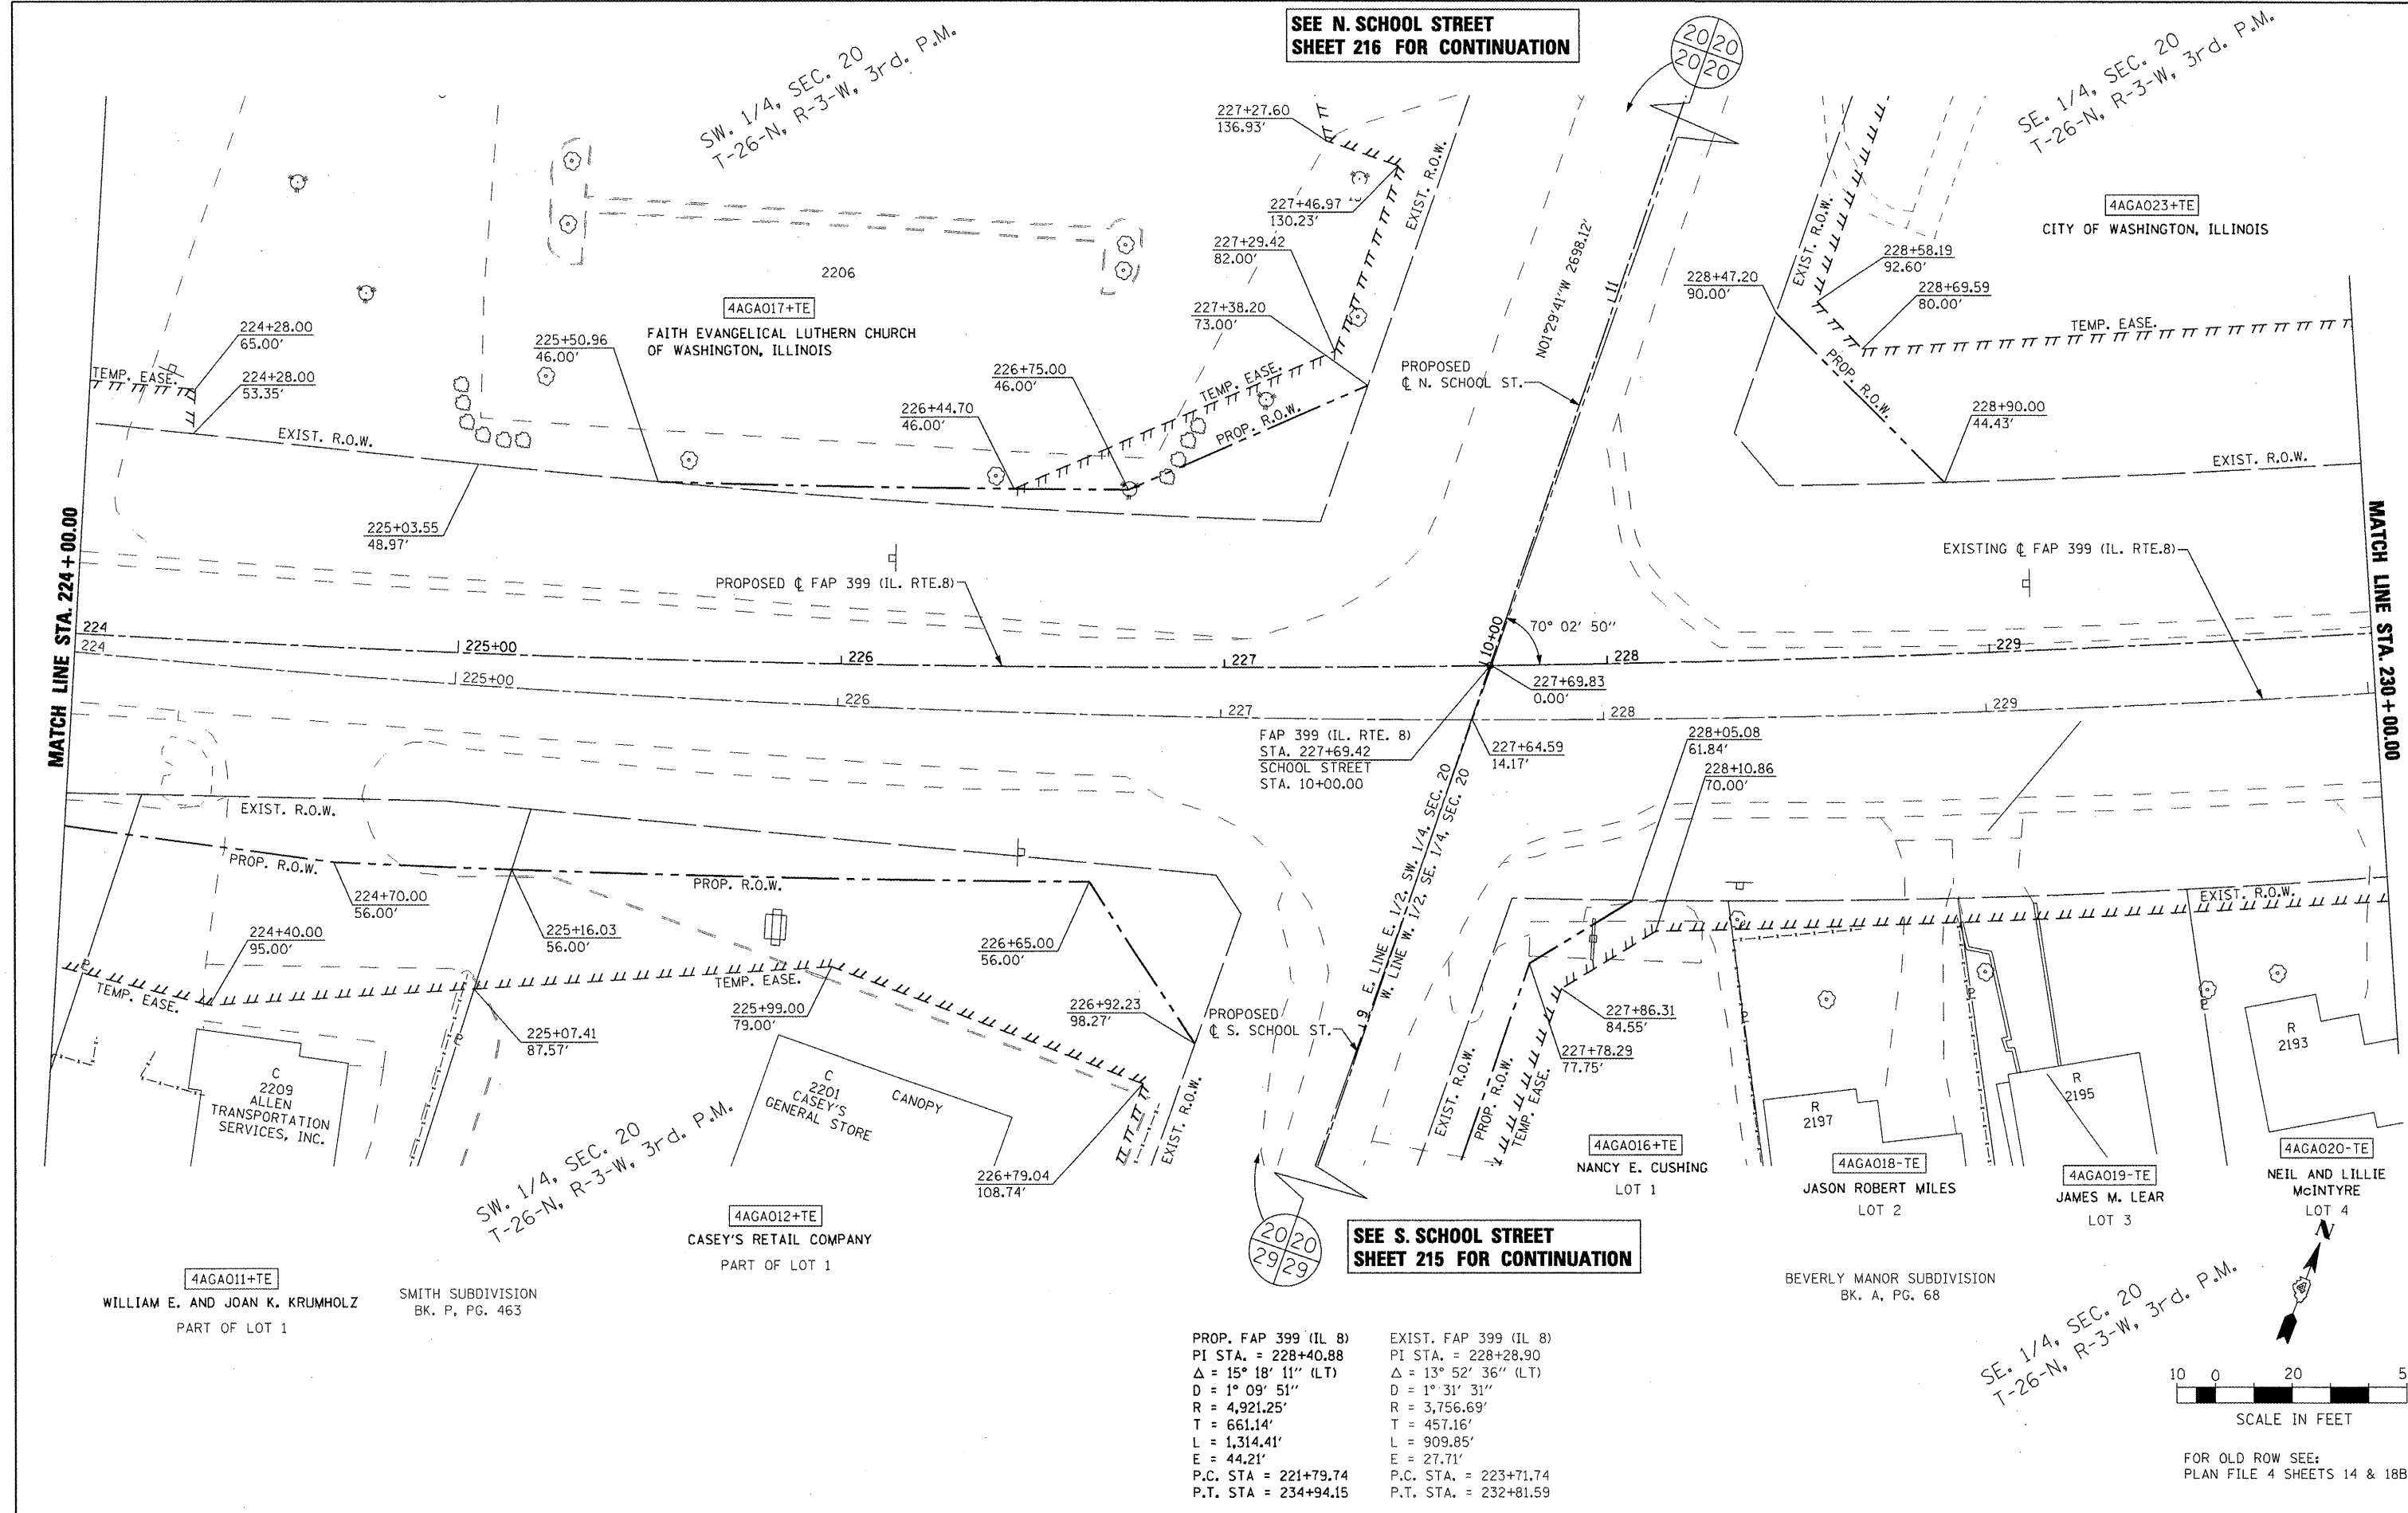 SEE N. SCHOOL STREET
SHEET 216 FOR CONTINUATION
20 20
20 20
SW. 1/4, SEC. 20
T-26-N, R-3-W, 3rd. P.M.
SE. 1/4, SEC. 20
T-26-N, R-3-W, 3rd. P.M.
227+27.60
136.93'
227+46.97
130.23'
227+29.42
82.00'
227+38.20
73.00'
EXIST. R.O.W.
N01°29'41"W 2698.12'
11
EXIST. R.O.W.
4AGA023+TE
CITY OF WASHINGTON, ILLINOIS
228+58.19
92.60'
228+47.20
90.00'
228+69.59
80.00'
TEMP. EASE.
PROP. R.O.W.
228+90.00
44.43'
EXIST. R.O.W.
2206
4AGA017+TE
FAITH EVANGELICAL LUTHERN CHURCH
OF WASHINGTON, ILLINOIS
224+28.00
65.00'
TEMP. EASE.
224+28.00
53.35'
EXIST. R.O.W.
225+50.96
46.00'
226+75.00
46.00'
226+44.70
46.00'
TEMP. EASE.
PROP. R.O.W.
PROPOSED
℄ N. SCHOOL ST.
225+03.55
48.97'
MATCH LINE STA. 224+00.00
MATCH LINE STA. 230+00.00
PROPOSED ℄ FAP 399 (IL. RTE.8)
EXISTING ℄ FAP 399 (IL. RTE.8)
224
225+00
226
227
10+00
70° 02' 50"
228
229
224
225+00
226
227
228
229
227+69.83
0.00'
FAP 399 (IL. RTE. 8)
STA. 227+69.42
SCHOOL STREET
STA. 10+00.00
227+64.59
14.17'
228+05.08
61.84'
228+10.86
70.00'
E. LINE E. 1/2, SW. 1/4, SEC. 20
W. LINE W. 1/2, SE. 1/4, SEC. 20
9
EXIST. R.O.W.
PROP. R.O.W.
PROP. R.O.W.
224+70.00
56.00'
224+40.00
95.00'
225+16.03
56.00'
226+65.00
56.00'
TEMP. EASE.
TEMP. EASE.
225+99.00
79.00'
226+92.23
98.27'
225+07.41
87.57'
PROPOSED
℄ S. SCHOOL ST.
EXIST. R.O.W.
227+86.31
84.55'
227+78.29
77.75'
EXIST. R.O.W.
PROP. R.O.W.
TEMP. EASE.
EXIST. R.O.W.
C
2209
ALLEN
TRANSPORTATION
SERVICES, INC.
C
2201
CASEY'S
GENERAL STORE
CANOPY
226+79.04
108.74'
R
2197
R
2195
R
2193
SW. 1/4, SEC. 20
T-26-N, R-3-W, 3rd. P.M.
4AGA016+TE
NANCY E. CUSHING
LOT 1
4AGA018-TE
JASON ROBERT MILES
LOT 2
4AGA019-TE
JAMES M. LEAR
LOT 3
4AGA020-TE
NEIL AND LILLIE
McINTYRE
LOT 4
4AGA012+TE
CASEY'S RETAIL COMPANY
PART OF LOT 1
20 20
29 29
SEE S. SCHOOL STREET
SHEET 215 FOR CONTINUATION
4AGA011+TE
WILLIAM E. AND JOAN K. KRUMHOLZ
PART OF LOT 1
SMITH SUBDIVISION
BK. P, PG. 463
BEVERLY MANOR SUBDIVISION
BK. A, PG. 68
SE. 1/4, SEC. 20
T-26-N, R-3-W, 3rd. P.M.
N
PROP. FAP 399 (IL 8)
PI STA. = 228+40.88
Δ = 15° 18' 11" (LT)
D = 1° 09' 51"
R = 4,921.25'
T = 661.14'
L = 1,314.41'
E = 44.21'
P.C. STA = 221+79.74
P.T. STA = 234+94.15
EXIST. FAP 399 (IL 8)
PI STA. = 228+28.90
Δ = 13° 52' 36" (LT)
D = 1° 31' 31"
R = 3,756.69'
T = 457.16'
L = 909.85'
E = 27.71'
P.C. STA. = 223+71.74
P.T. STA. = 232+81.59
10 0 20 5
SCALE IN FEET
FOR OLD ROW SEE:
PLAN FILE 4 SHEETS 14 & 18B